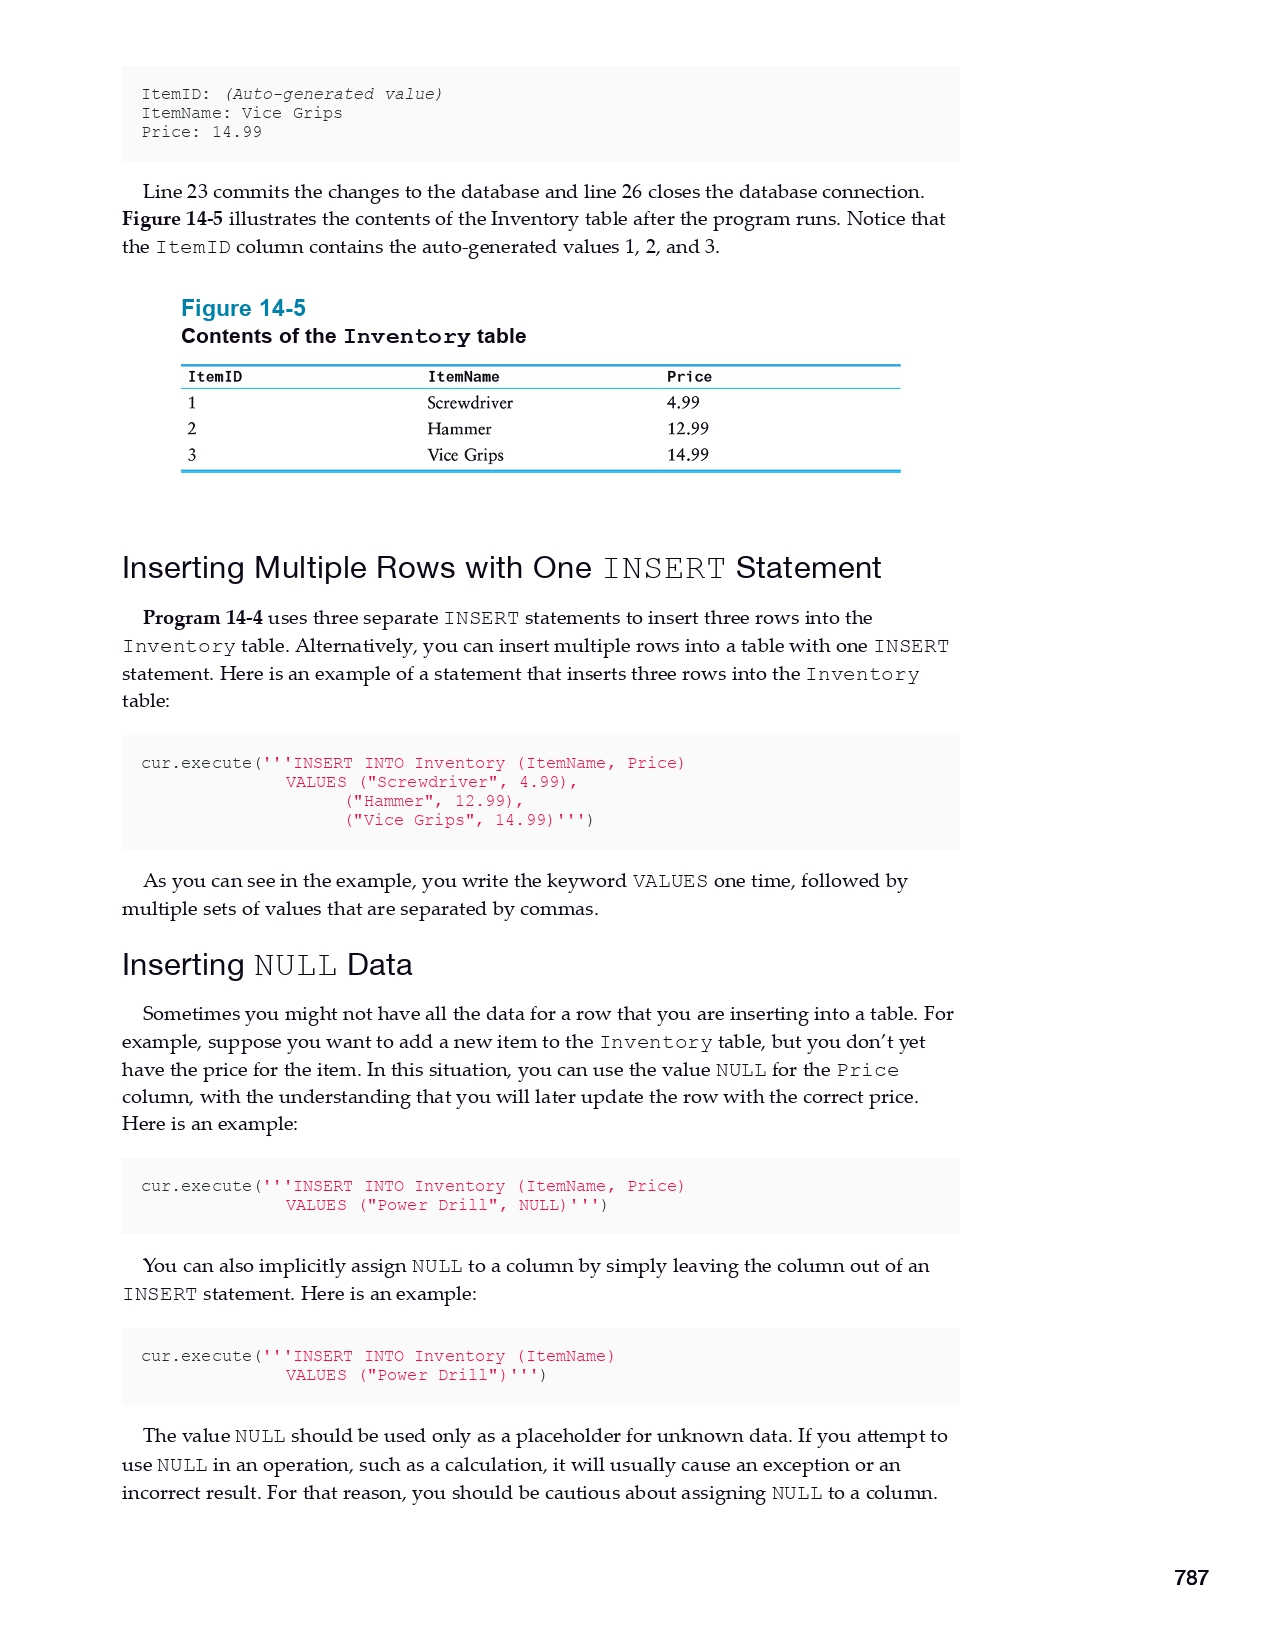 ItemID: (Auto-generated value)
ItemName: Vice Grips
Price: 14.99
Line 23 commits the changes to the database and line 26 closes the database connection.
Figure 14-5 illustrates the contents of the Inventory table after the program runs. Notice that
the ItemID column contains the auto-generated values 1, 2, and 3.
Figure 14-5
Contents of the Inventory table
ItemID ItemName Price
1 Screwdriver 4.99
2 Hammer 12.99
3 Vice Grips 14.99
Inserting Multiple Rows with One INSERT Statement
Program 14-4 uses three separate INSERT statements to insert three rows into the
Inventory table. Alternatively, you can insert multiple rows into a table with one INSERT
statement. Here is an example of a statement that inserts three rows into the Inventory
table:
cur.execute('''INSERT INTO Inventory (ItemName, Price)
VALUES ("Screwdriver", 4.99),
("Hammer", 12.99),
("Vice Grips", 14.99)''')
As you can see in the example, you write the keyword VALUES one time, followed by
multiple sets of values that are separated by commas.
Inserting NULL Data
Sometimes you might not have all the data for a row that you are inserting into a table. For
example, suppose you want to add a new item to the Inventory table, but you don’t yet
have the price for the item. In this situation, you can use the value NULL for the Price
column, with the understanding that you will later update the row with the correct price.
Here is an example:
cur.execute('''INSERT INTO Inventory (ItemName, Price)
VALUES ("Power Drill", NULL)''')
You can also implicitly assign NULL to a column by simply leaving the column out of an
INSERT statement. Here is an example:
cur.execute('''INSERT INTO Inventory (ItemName)
VALUES ("Power Drill")''')
The value NULL should be used only as a placeholder for unknown data. If you attempt to
use NULL in an operation, such as a calculation, it will usually cause an exception or an
incorrect result. For that reason, you should be cautious about assigning NULL to a column.
787